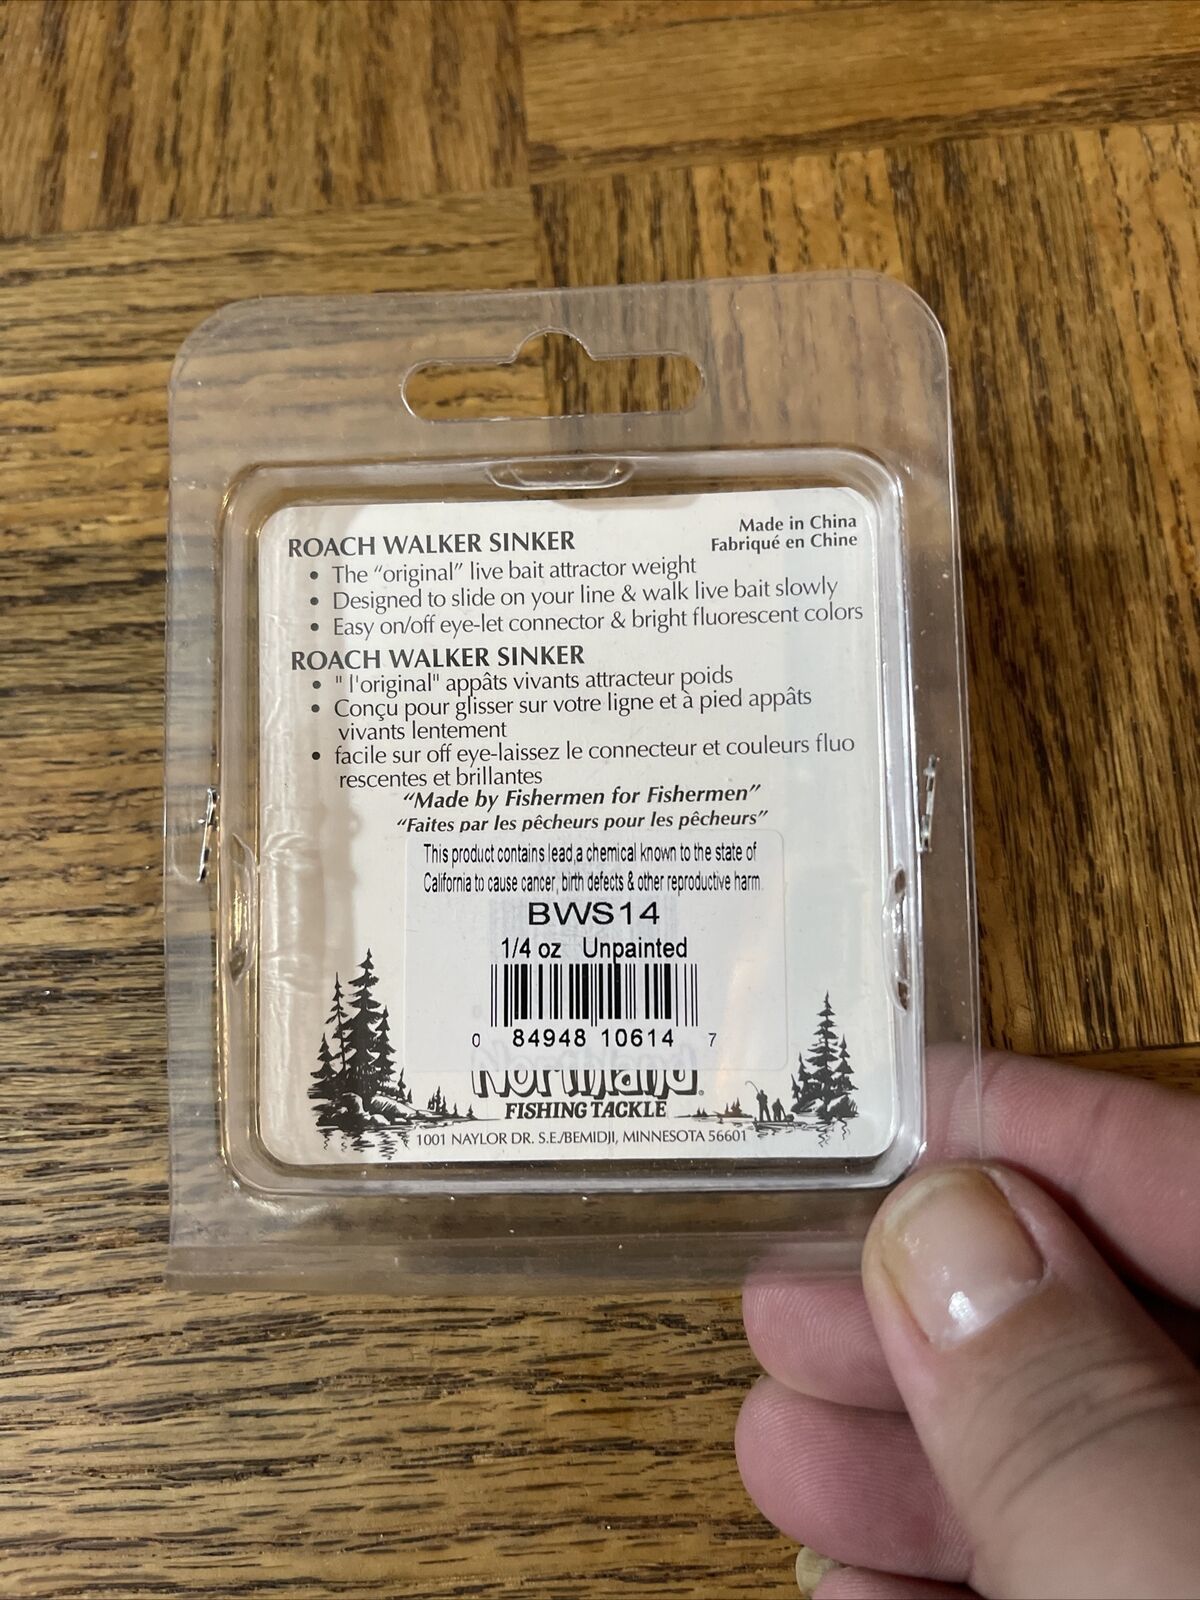 ROACH WALKER SINKER
Made in China
Fabriqué en Chine
• The “original” live bait attractor weight
• Designed to slide on your line & walk live bait slowly
• Easy on/off eye-let connector & bright fluorescent colors
ROACH WALKER SINKER
• " l'original" appâts vivants attracteur poids
• Conçu pour glisser sur votre ligne et à pied appâts
vivants lentement
• facile sur off eye-laissez le connecteur et couleurs fluo
rescentes et brillantes
“Made by Fishermen for Fishermen”
“Faites par les pêcheurs pour les pêcheurs”
This product contains lead,a chemical known to the state of
California to cause cancer, birth defects & other reproductive harm.
BWS14
1/4 oz Unpainted
0 84948 10614 7
Northland®
FISHING TACKLE
1001 NAYLOR DR. S.E./BEMIDJI, MINNESOTA 56601